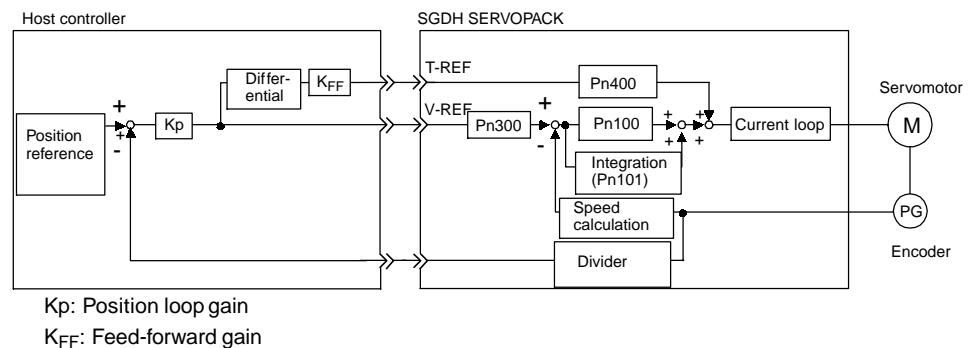 Host controller
SGDH SERVOPACK
T-REF
Differ-
ential
KFF
Pn400
Servomotor
V-REF
+
+
-
Position
reference
Kp
Pn300
+
-
Pn100
+
+
+
+
Current loop
M
Integration
(Pn101)
Speed
calculation
PG
Divider
Encoder
Kp: Position loop gain
KFF: Feed-forward gain